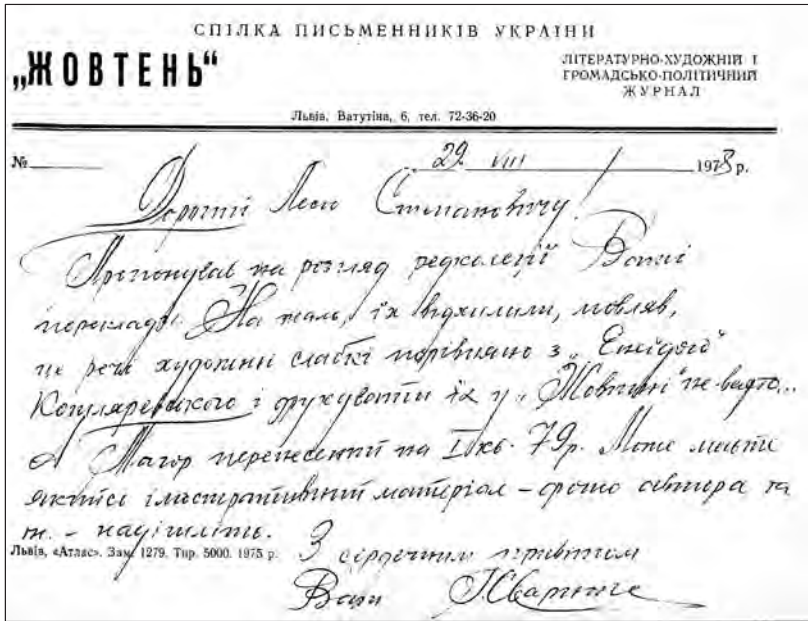 СПІЛКА ПИСЬМЕННИКІВ УКРАЇНИ
„ЖОВТЕНЬ“
ЛІТЕРАТУРНО-ХУДОЖНІЙ І
ГРОМАДСЬКО-ПОЛІТИЧНИЙ
ЖУРНАЛ
Львів, Ватутіна, 6, тел. 72-36-20
№ 29 VIII 1978 р.
Дорогий Лесю Степановичу!
Пропонував на розгляд редколегії Ваші
переклади. На жаль, їх відхилили, мовляв,
це речі художньо слабкі порівняно з „Енеїдою"
Котляревського і друкувати їх у „Жовтні" не варто...
А Тагор перенесений на I кв. 79 р. Може маєте
якийсь ілюстративний матеріал – фото автора та
ін. – надішліть.
З сердечним привітом
Львів, «Атлас». Зам. 1279. Тир. 5000. 1975 р.
Ваш